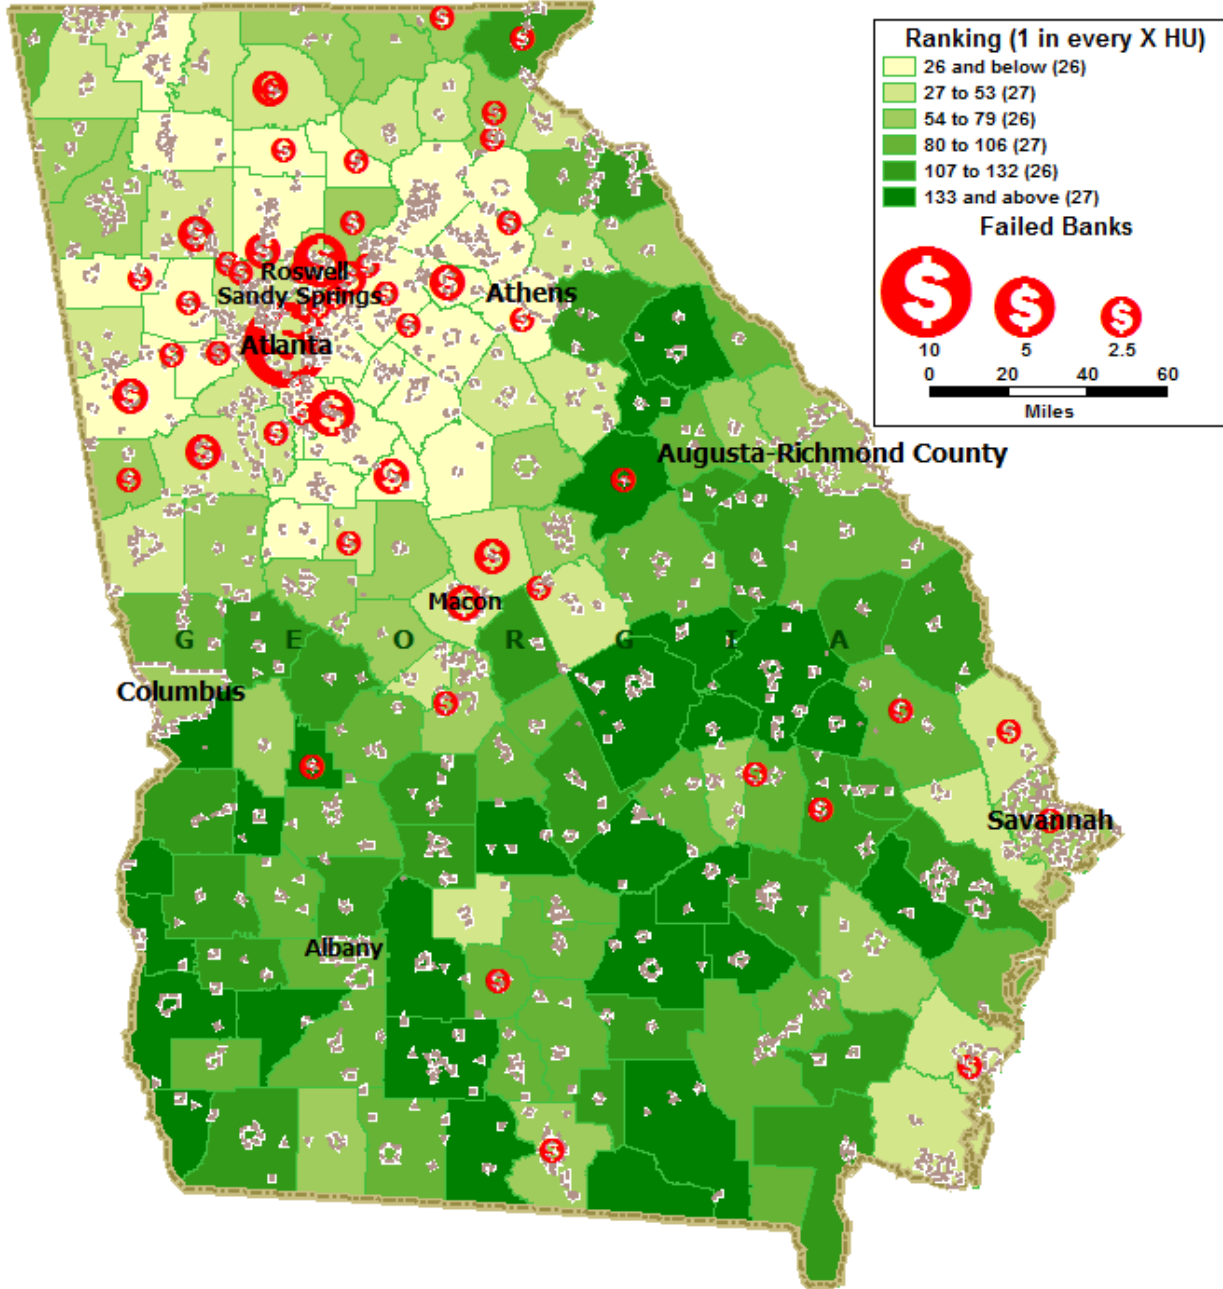 Ranking (1 in every X HU)
26 and below (26)
27 to 53 (27)
54 to 79 (26)
80 to 106 (27)
107 to 132 (26)
133 and above (27)
Failed Banks
$ $ $
10 5 2.5
0 20 40 60
Miles
Roswell
Sandy Springs
Athens
Atlanta
Augusta-Richmond County
Macon
G E O R G I A
Columbus
Savannah
Albany